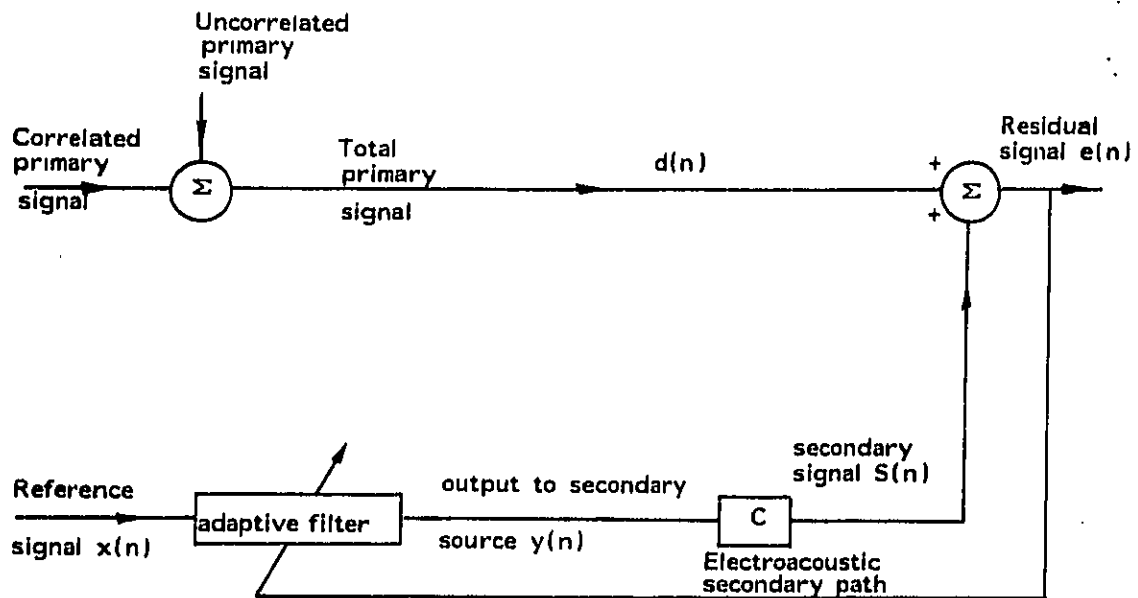 Uncorrelated
primary
signal
Correlated
primary
signal
Σ
Total
primary
signal
d(n)
+
+
Σ
Residual
signal e(n)
Reference
signal x(n)
adaptive filter
output to secondary
source y(n)
C
Electroacoustic
secondary path
secondary
signal S(n)